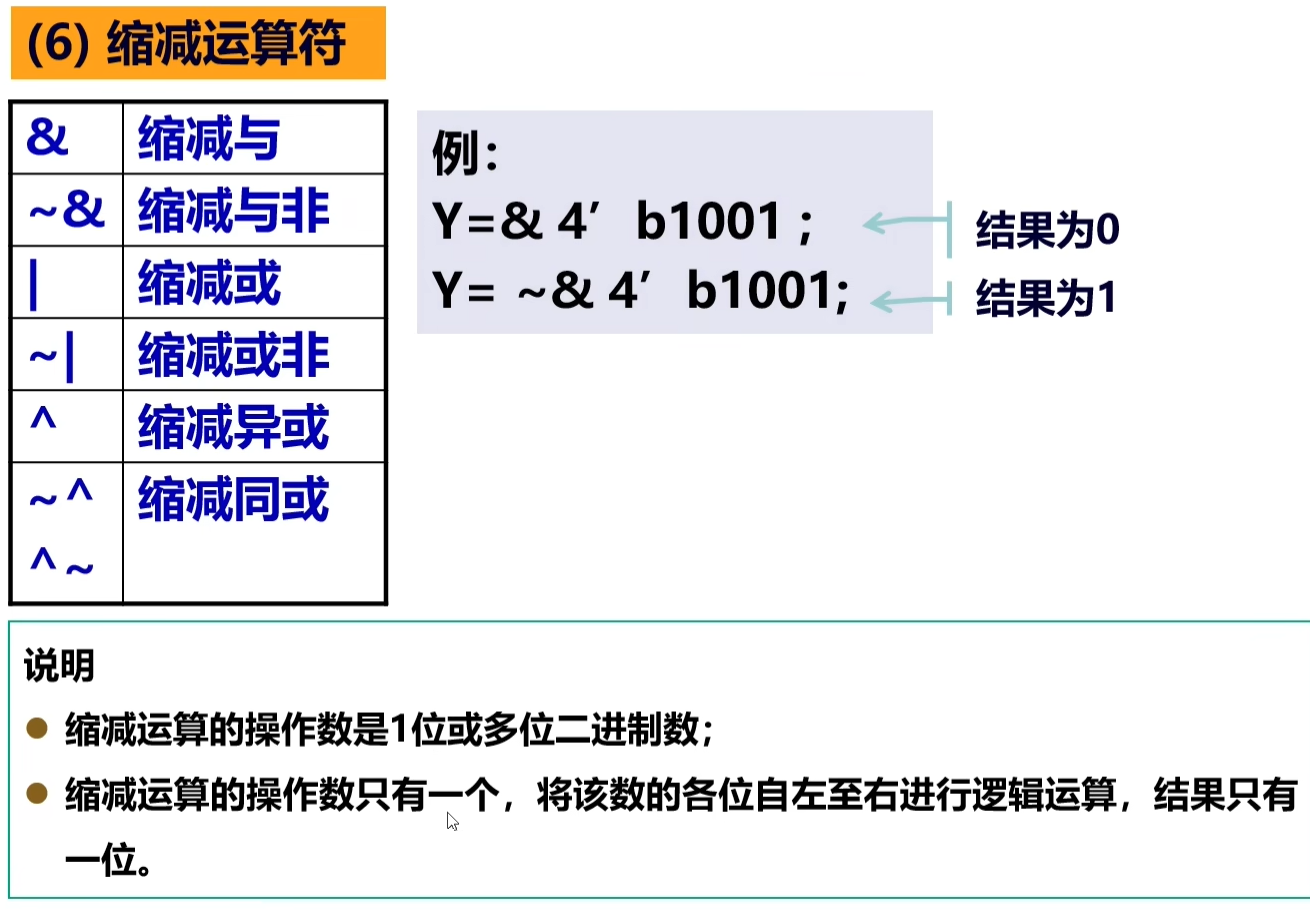 (6) 缩减运算符
& 缩减与
~& 缩减与非
| 缩减或
~| 缩减或非
^ 缩减异或
~^ 缩减同或
^~
例：
Y=& 4′ b1001 ; 结果为0
Y= ~& 4′ b1001; 结果为1
说明
● 缩减运算的操作数是1位或多位二进制数；
● 缩减运算的操作数只有一个，将该数的各位自左至右进行逻辑运算，结果只有
一位。